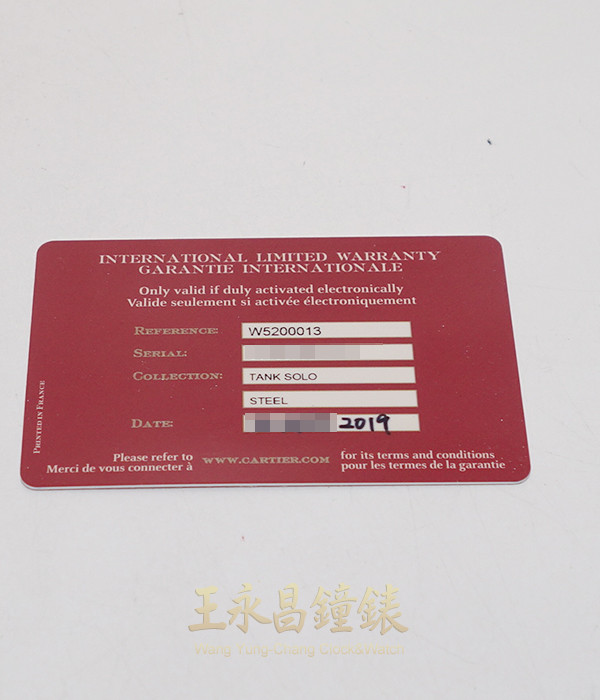 INTERNATIONAL LIMITED WARRANTY
GARANTIE INTERNATIONALE
Only valid if duly activated electronically
Valide seulement si activée électroniquement
REFERENCE: W5200013
SERIAL:
COLLECTION: TANK SOLO
STEEL
DATE: 2019
PRINTED IN FRANCE
Please refer to WWW.CARTIER.COM for its terms and conditions
Merci de vous connecter à pour les termes de la garantie
王永昌鐘錶
Wang Yung-chang Clock&Watch